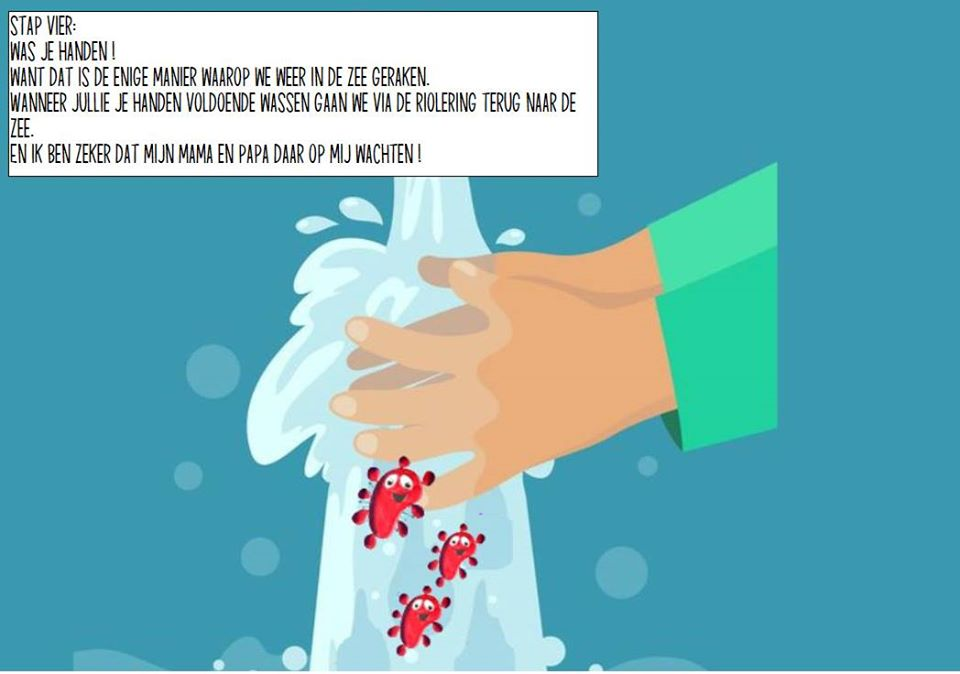 STAP VIER:
WAS JE HANDEN !
WANT DAT IS DE ENIGE MANIER WAAROP WE WEER IN DE ZEE GERAKEN.
WANNEER JULLIE JE HANDEN VOLDOENDE WASSEN GAAN WE VIA DE RIOLERING TERUG NAAR DE
ZEE.
EN IK BEN ZEKER DAT MIJN MAMA EN PAPA DAAR OP MIJ WACHTEN !